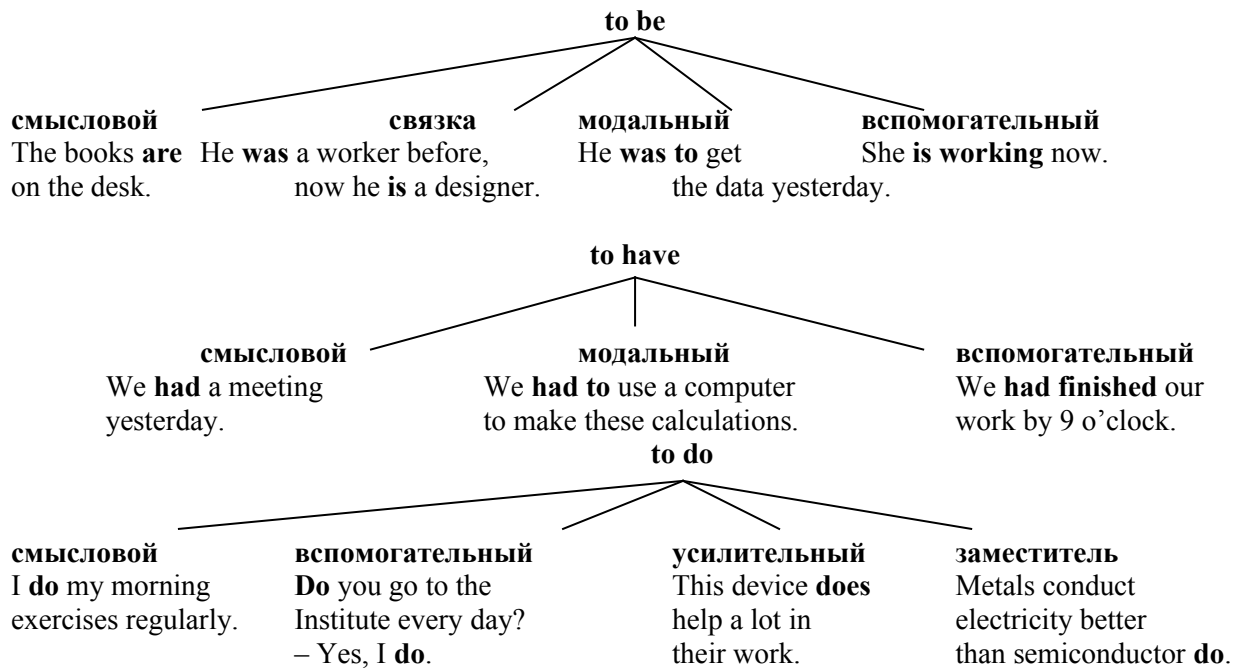 to be
смысловой связка модальный вспомогательный
The books are He was a worker before, He was to get She is working now.
on the desk. now he is a designer. the data yesterday.
to have
смысловой модальный вспомогательный
We had a meeting We had to use a computer We had finished our
yesterday. to make these calculations. work by 9 o’clock.
to do
смысловой вспомогательный усилительный заместитель
I do my morning Do you go to the This device does Metals conduct
exercises regularly. Institute every day? help a lot in electricity better
– Yes, I do. their work. than semiconductor do.